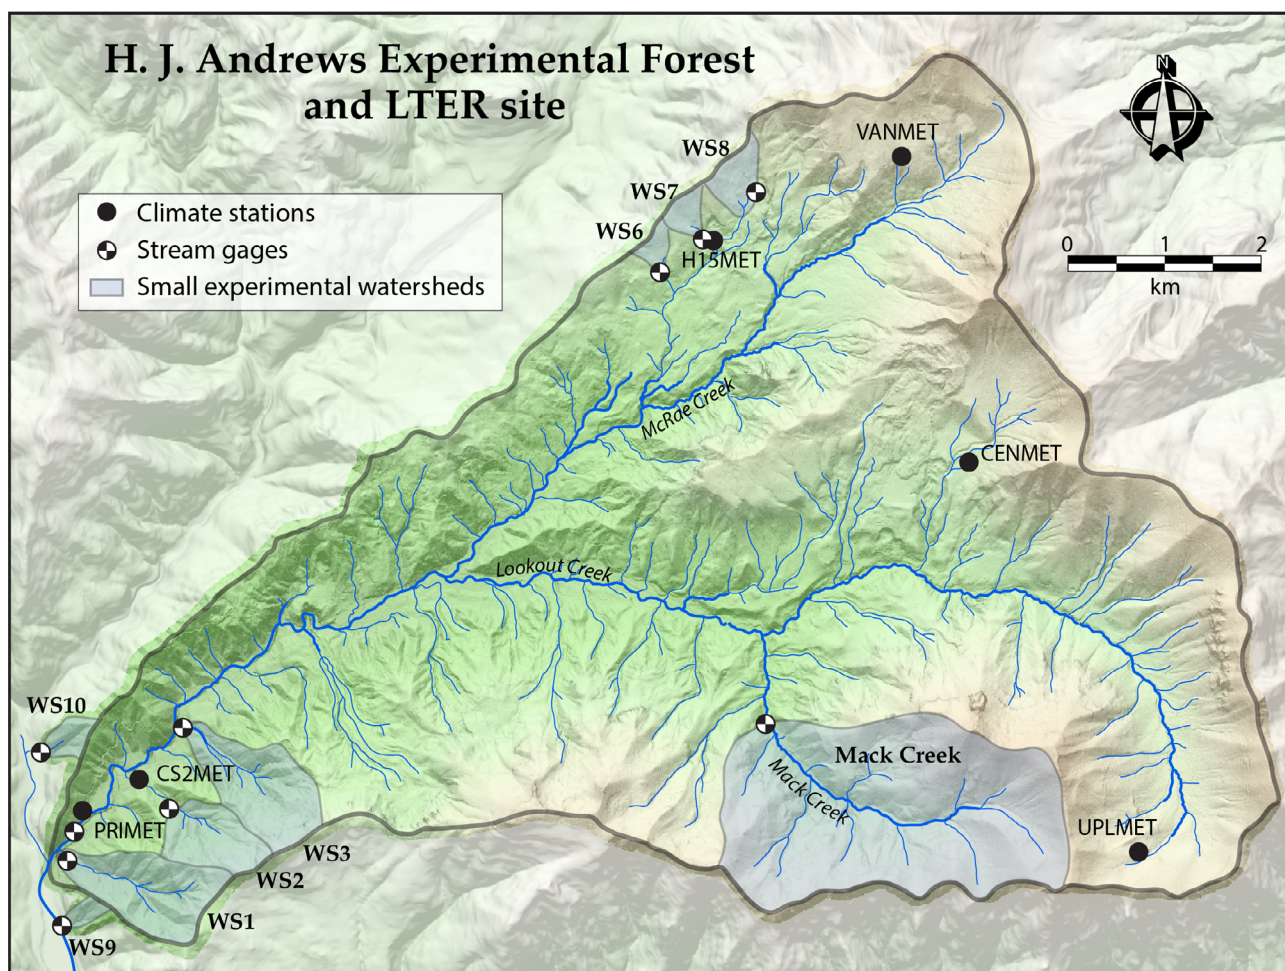 H. J. Andrews Experimental Forest
and LTER site
N
Climate stations
Stream gages
Small experimental watersheds
0 1 2
km
VANMET
WS8
WS7
WS6
H15MET
McRae Creek
CENMET
Lookout Creek
WS10
CS2MET
PRIMET
Mack Creek
Mack Creek
UPLMET
WS3
WS2
WS1
WS9